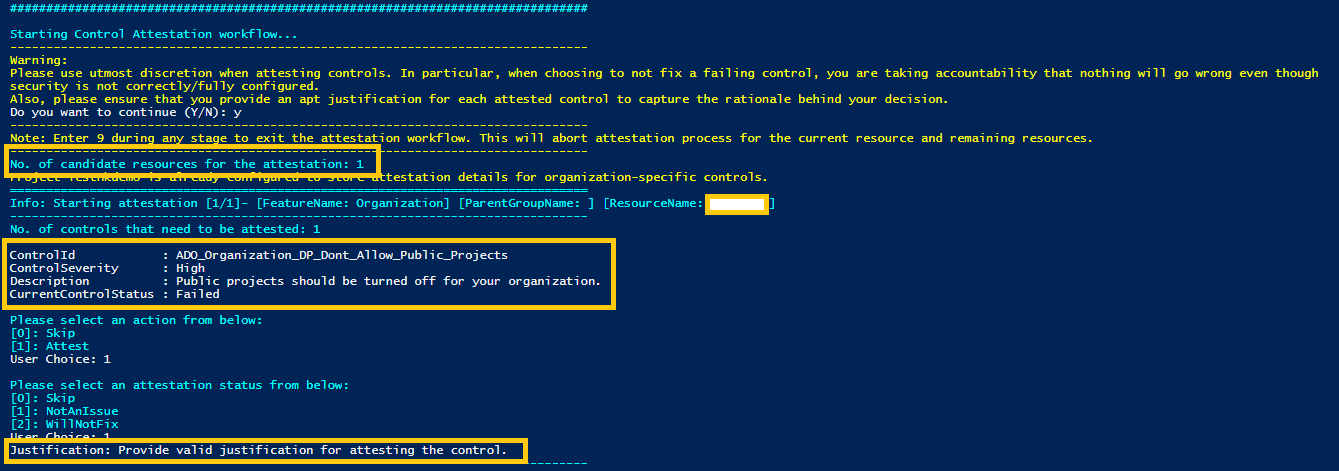 ################################################################################
Starting Control Attestation workflow...
--------------------------------------------------------------------------------
Warning:
Please use utmost discretion when attesting controls. In particular, when choosing to not fix a failing control, you are taking accountability that nothing will go wrong even though
security is not correctly/fully configured.
Also, please ensure that you provide an apt justification for each attested control to capture the rationale behind your decision.
Do you want to continue (Y/N): y
--------------------------------------------------------------------------------
Note: Enter 9 during any stage to exit the attestation workflow. This will abort attestation process for the current resource and remaining resources.
--------------------------------------------------------------------------------
No. of candidate resources for the attestation: 1
Project TestNKdemo is already configured to store attestation details for organization-specific controls.
================================================================================
Info: Starting attestation [1/1]- [FeatureName: Organization] [ParentGroupName: ] [ResourceName: ]
--------------------------------------------------------------------------------
No. of controls that need to be attested: 1
--------------------------------------------------------------------------------
ControlId            : ADO_Organization_DP_Dont_Allow_Public_Projects
ControlSeverity      : High
Description          : Public projects should be turned off for your organization.
CurrentControlStatus : Failed
Please select an action from below:
[0]: Skip
[1]: Attest
User Choice: 1
Please select an attestation status from below:
[0]: Skip
[1]: NotAnIssue
[2]: WillNotFix
User Choice: 1
Justification: Provide valid justification for attesting the control.
--------------------------------------------------------------------------------